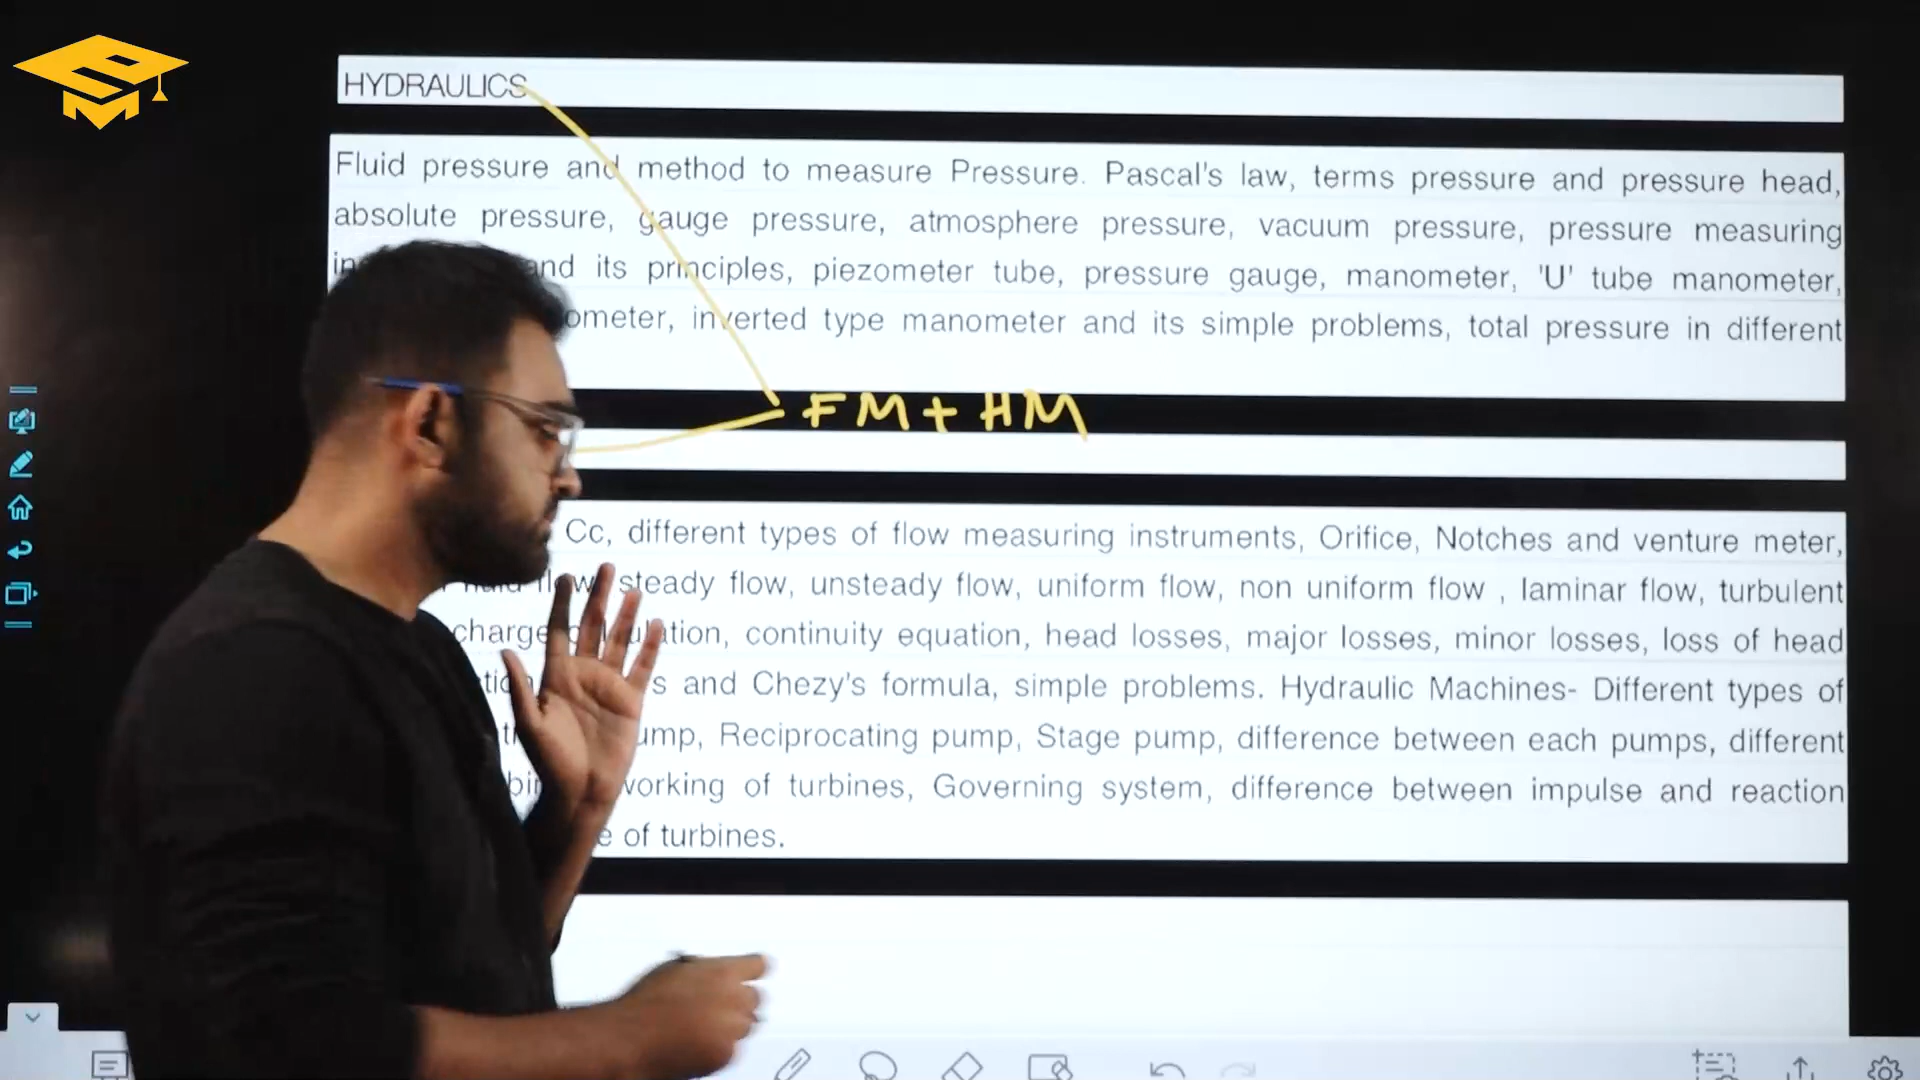 HYDRAULICS
Fluid pressure and method to measure Pressure. Pascal's law, terms pressure and pressure head,
absolute pressure, gauge pressure, atmosphere pressure, vacuum pressure, pressure measuring
and its principles, piezometer tube, pressure gauge, manometer, 'U' tube manometer,
inverted type manometer and its simple problems, total pressure in different
FM + HM
Cc, different types of flow measuring instruments, Orifice, Notches and venture meter,
flow, steady flow, unsteady flow, uniform flow, non uniform flow , laminar flow, turbulent
continuity equation, head losses, major losses, minor losses, loss of head
and Chezy's formula, simple problems. Hydraulic Machines- Different types of
Reciprocating pump, Stage pump, difference between each pumps, different
working of turbines, Governing system, difference between impulse and reaction
of turbines.